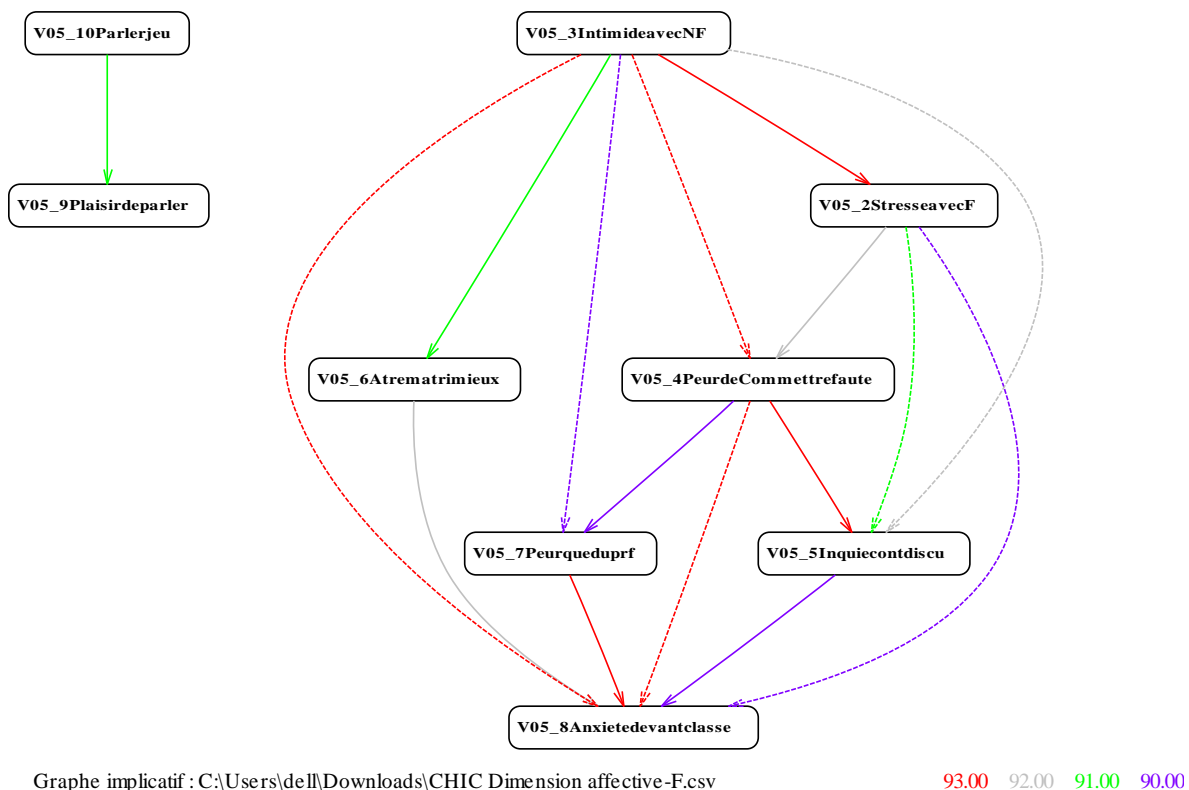 V05_10Parlerjeu
V05_3IntimideavecNF
V05_9Plaisirdeparler
V05_2StresseavecF
V05_6Atrematrimieux
V05_4PeurdeCommettrefaute
V05_7Peurqueduprf
V05_5Inquiecontdiscu
V05_8Anxietedevantclasse
Graphe implicatif : C:\Users\dell\Downloads\CHIC Dimension affective-F.csv 93.00 92.00 91.00 90.00